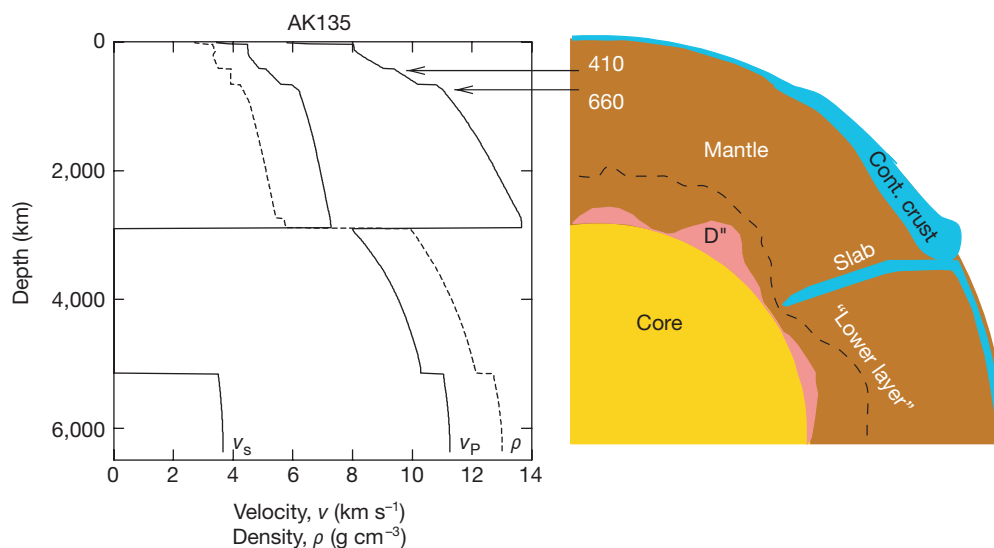 AK135
0
2,000
4,000
6,000
Depth (km)
0 2 4 6 8 10 12 14
Velocity, v (km s⁻¹)
Density, ρ (g cm⁻³)
vs
vP
ρ
410
660
Mantle
Cont. crust
D"
Slab
Core
“Lower layer”